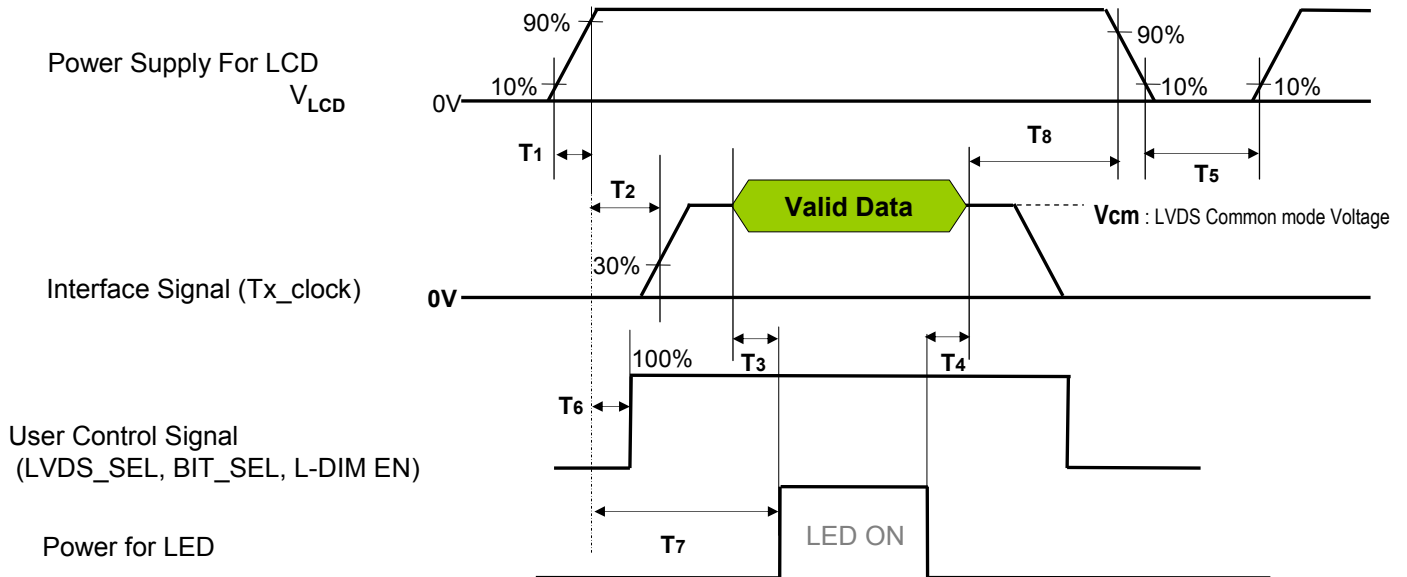 90%
90%
Power Supply For LCD
10%
10%
10%
VLCD
0V
T1
T8
T5
T2
Valid Data
Vcm : LVDS Common mode Voltage
30%
Interface Signal (Tx_clock)
0V
100%
T3
T4
T6
User Control Signal
(LVDS_SEL, BIT_SEL, L-DIM EN)
T7
LED ON
Power for LED